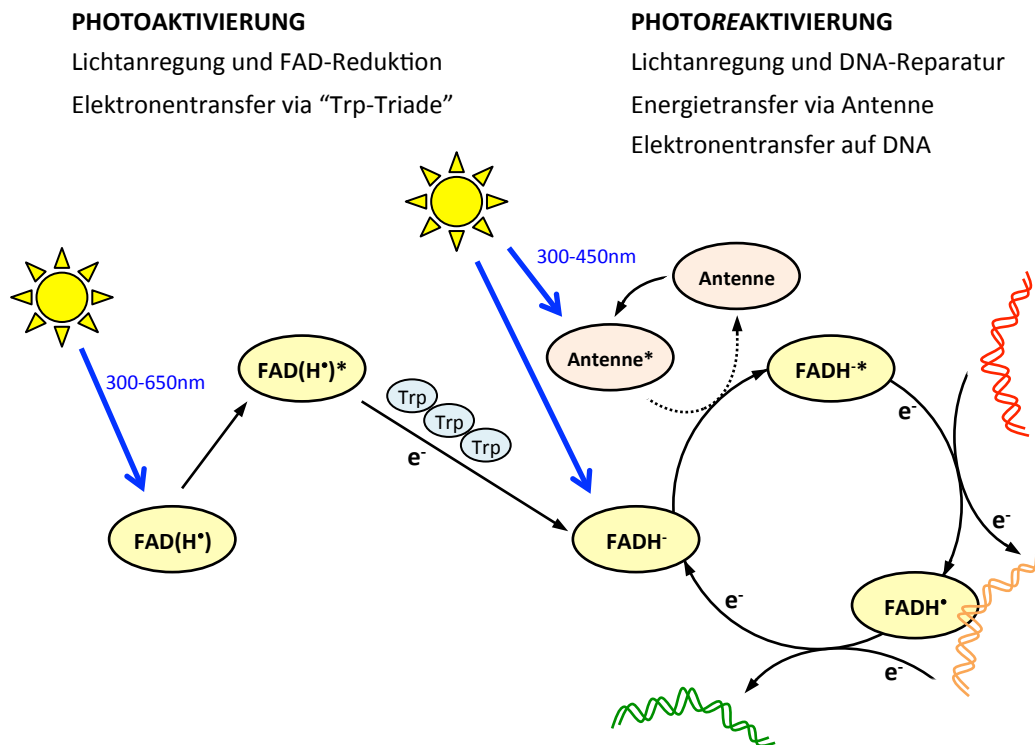 PHOTOAKTIVIERUNG
Lichtanregung und FAD-Reduktion
Elektronentransfer via “Trp-Triade”
PHOTOREAKTIVIERUNG
Lichtanregung und DNA-Reparatur
Energietransfer via Antenne
Elektronentransfer auf DNA
300-450nm
Antenne
Antenne*
300-650nm
FAD(H•)*
FADH-*
Trp
Trp
Trp
e-
e-
e-
FAD(H•)
FADH-
FADH•
e-
e-